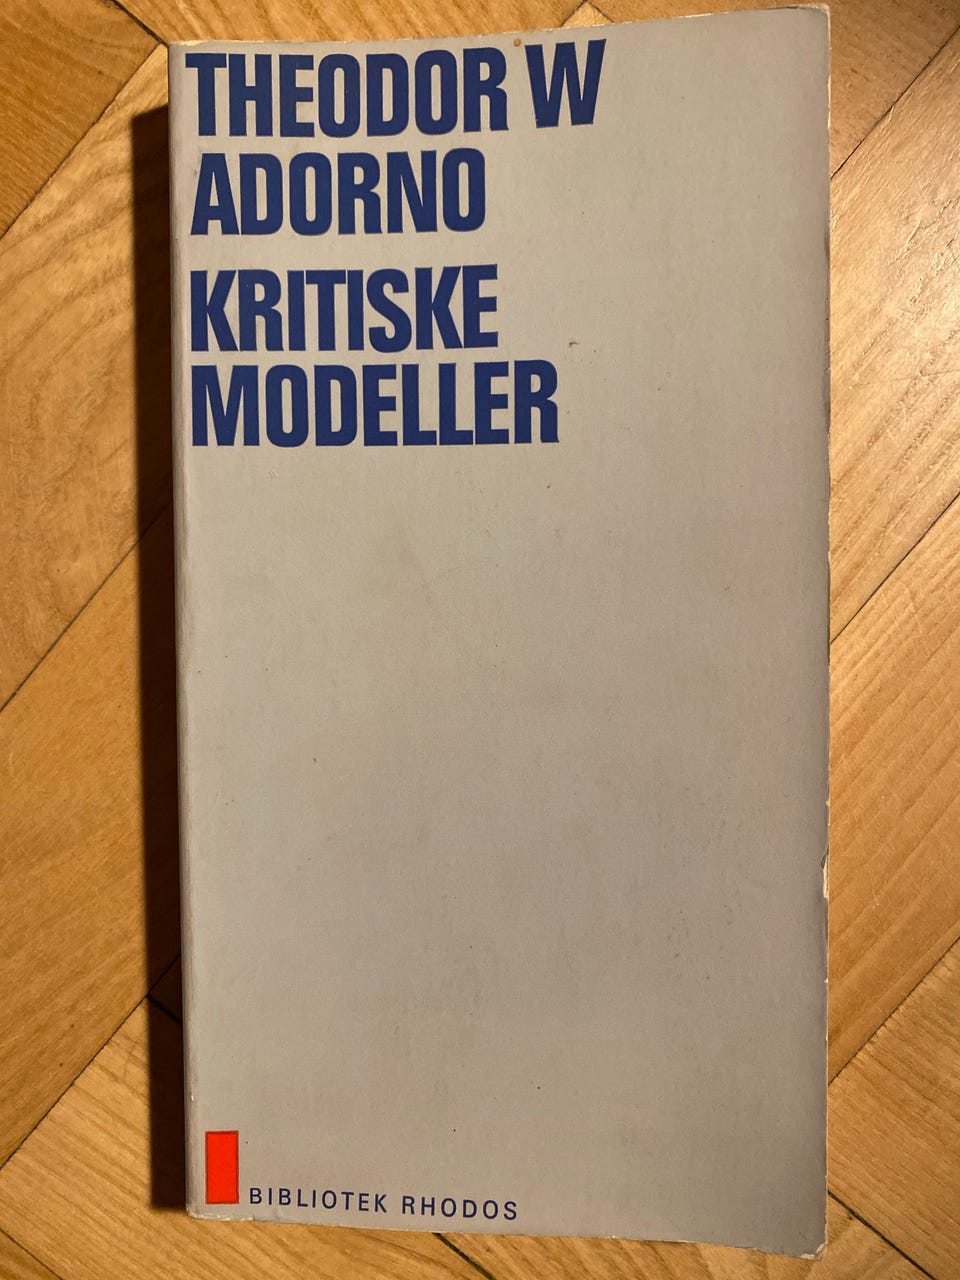 THEODOR W
ADORNO
KRITISKE
MODELLER
BIBLIOTEK RHODOS